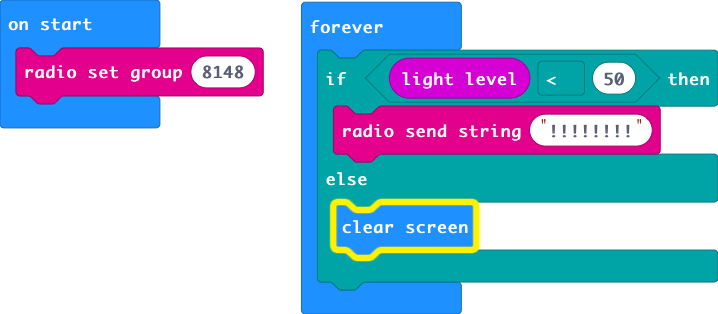 on start
radio set group 8148
forever
if light level < 50 then
radio send string "!!!!!!!!"
else
clear screen